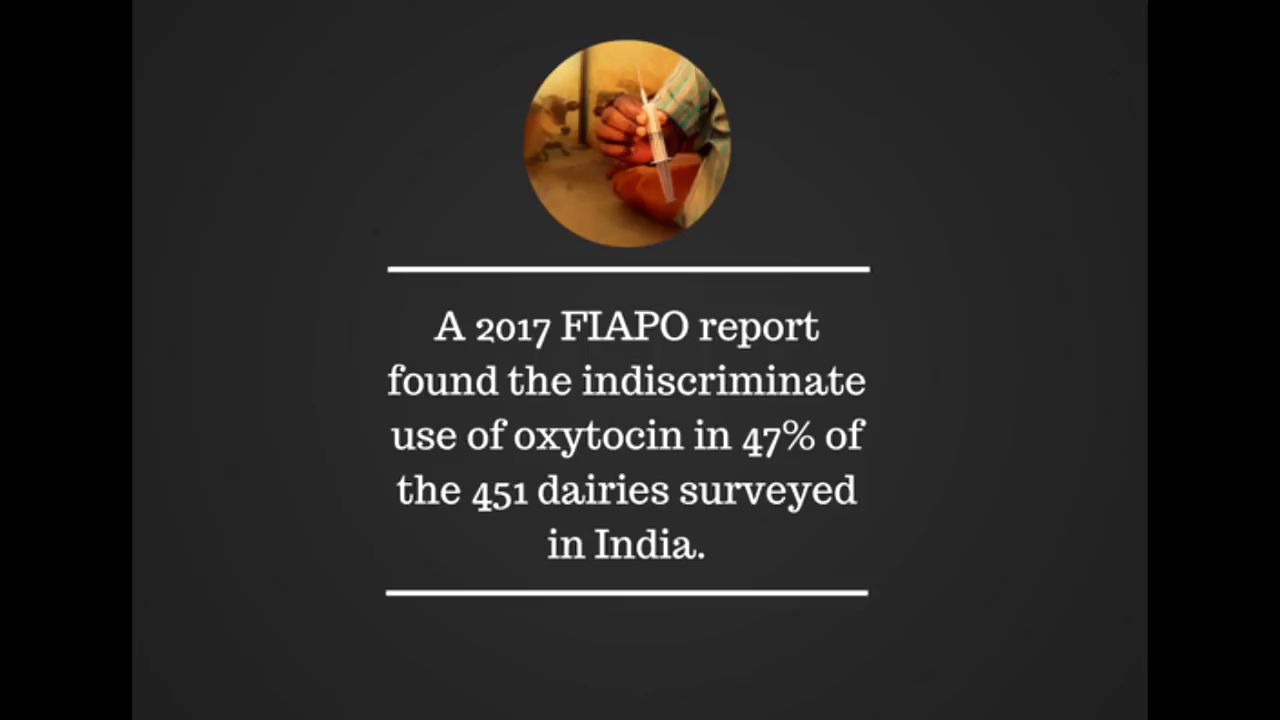 A 2017 FIAPO report
found the indiscriminate
use of oxytocin in 47% of
the 451 dairies surveyed
in India.